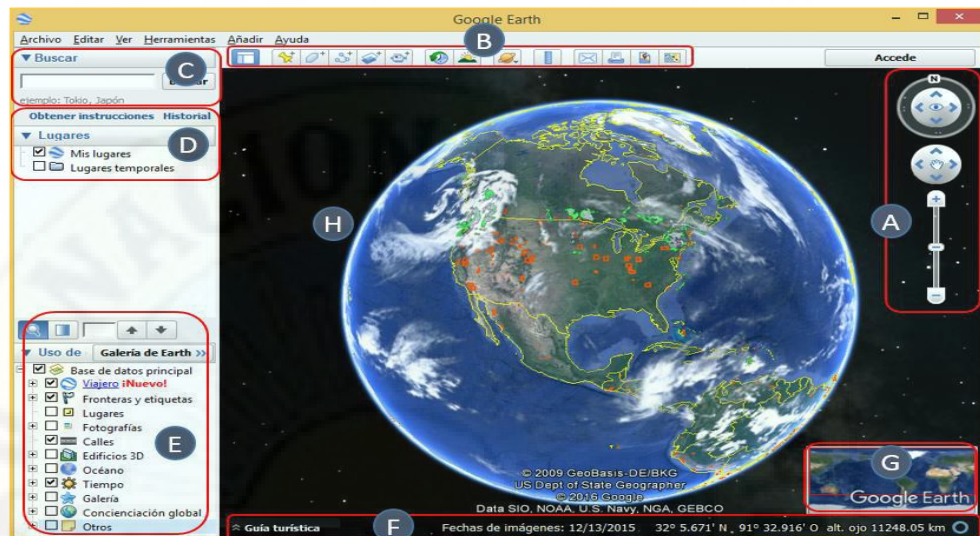 Google Earth
Archivo Editar Ver Herramientas Añadir Ayuda
B
Buscar
C
ejemplo: Tokio, Japón
Accede
N
Obtener instrucciones Historial
Lugares
D
Mis lugares
Lugares temporales
H
A
Uso de Galería de Earth >>
Base de datos principal
Viajero ¡Nuevo!
Fronteras y etiquetas
Lugares
Fotografías
Calles
E
Edificios 3D
Océano
Tiempo
Galería
Concienciación global
Otros
© 2009 GeoBasis-DE/BKG
US Dept of State Geographer
© 2016 Google
Data SIO, NOAA, U.S. Navy, NGA, GEBCO
G
Google Earth
Guía turística
F
Fechas de imágenes: 12/13/2015 32° 5.671' N, 91° 32.916' O alt. ojo 11248.05 km